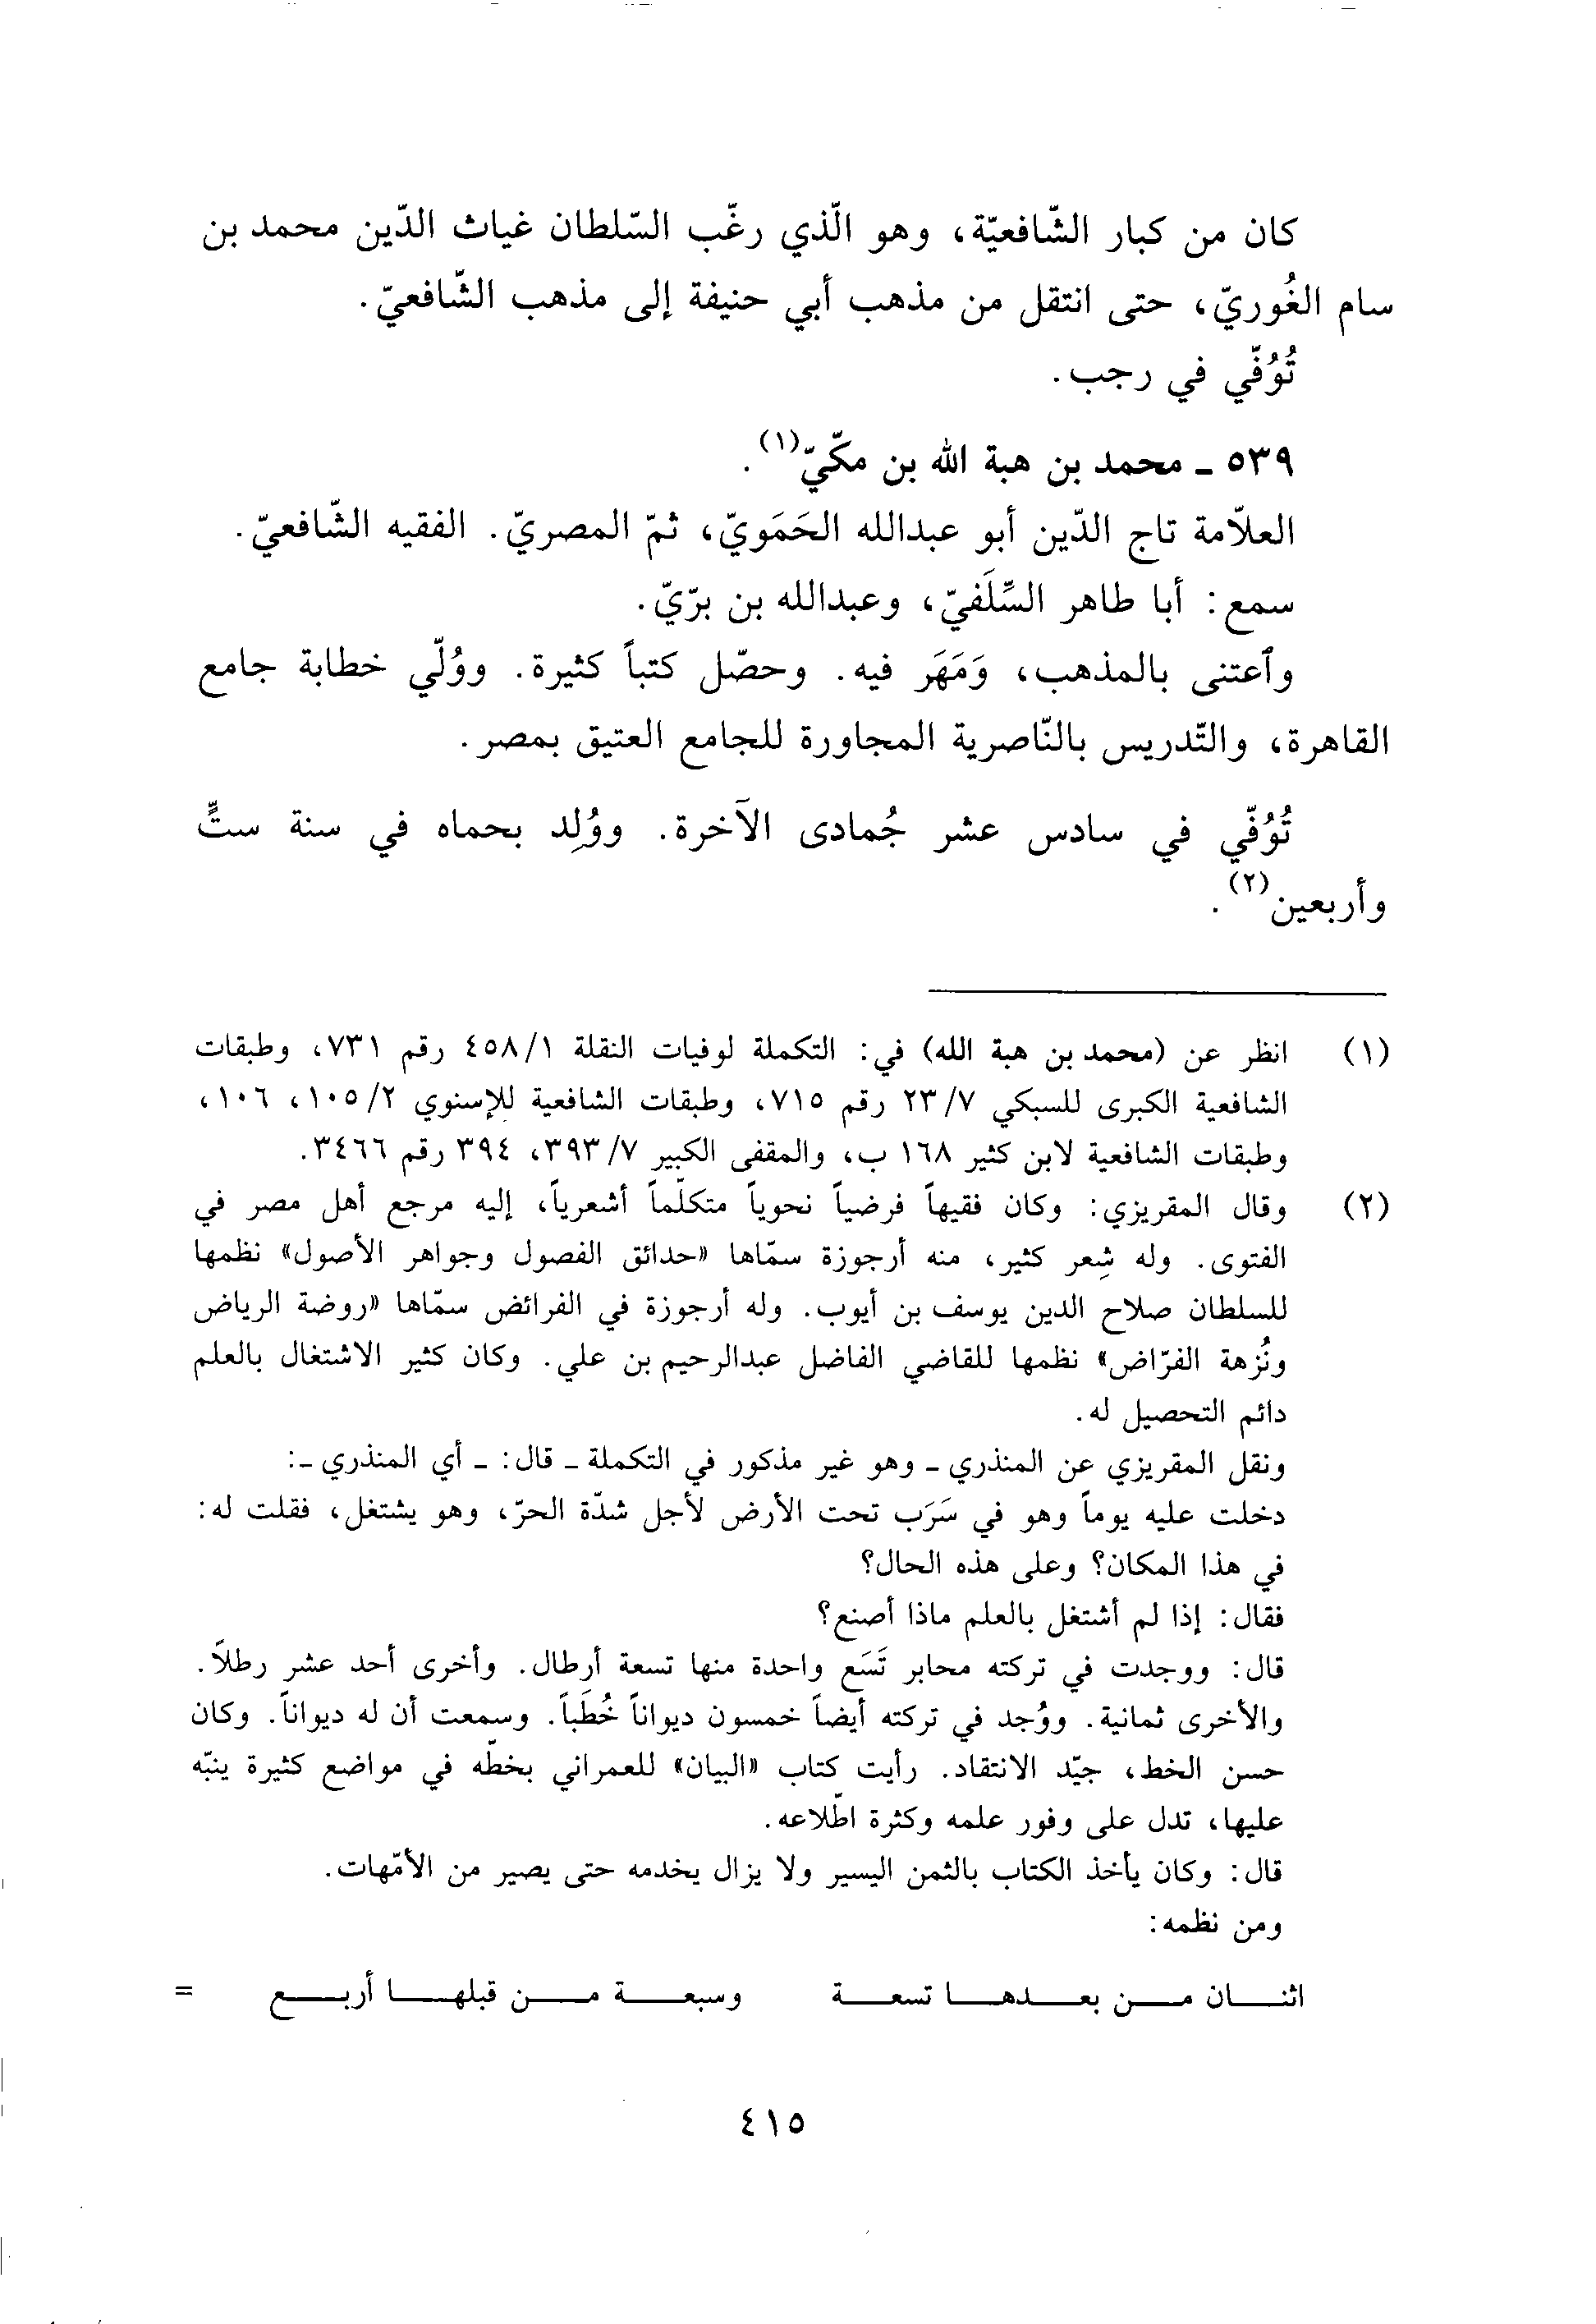 كان من كبار الشّافعيّة، وهو الّذي رغّب السّلطان غياث الدّين محمد بن
سام الغُوريّ، حتى انتقل من مذهب أبي حنيفة إلى مذهب الشّافعيّ.
تُوُفّي في رجب.
٥٣٩ ـ محمد بن هبة الله بن مكّيّ(١).
العلاّمة تاج الدّين أبو عبدالله الحَمَويّ، ثمّ المصريّ. الفقيه الشّافعيّ.
سمع: أبا طاهر السِّلَفيّ، وعبدالله بن برّيّ.
وٱعتنى بالمذهب، وَمَهَر فيه. وحصّل كتباً كثيرة. ووُلّي خطابة جامع
القاهرة، والتّدريس بالنّاصرية المجاورة للجامع العتيق بمصر.
تُوُفّي في سادس عشر جُمادى الآخرة. ووُلِد بحماه في سنة ستٍّ
وأربعين(٢).
(١) انظر عن (محمد بن هبة الله) في: التكملة لوفيات النقلة ٤٥٨/١ رقم ٧٣١، وطبقات
الشافعية الكبرى للسبكي ٢٣/٧ رقم ٧١٥، وطبقات الشافعية للإسنوي ١٠٥/٢، ١٠٦،
وطبقات الشافعية لابن كثير ١٦٨ ب، والمقفى الكبير ٣٩٣/٧، ٣٩٤ رقم ٣٤٦٦.
(٢) وقال المقريزي: وكان فقيهاً فرضياً نحوياً متكلّماً أشعرياً، إليه مرجع أهل مصر في
الفتوى. وله شِعر كثير، منه أرجوزة سمّاها «حدائق الفصول وجواهر الأصول» نظمها
للسلطان صلاح الدين يوسف بن أيوب. وله أرجوزة في الفرائض سمّاها «روضة الرياض
ونُزهة الفرّاض» نظمها للقاضي الفاضل عبدالرحيم بن علي. وكان كثير الاشتغال بالعلم
دائم التحصيل له.
ونقل المقريزي عن المنذري ـ وهو غير مذكور في التكملة ـ قال: ـ أي المنذري ـ:
دخلت عليه يوماً وهو في سَرَب تحت الأرض لأجل شدّة الحرّ، وهو يشتغل، فقلت له:
في هذا المكان؟ وعلى هذه الحال؟
فقال: إذا لم أشتغل بالعلم ماذا أصنع؟
قال: ووجدت في تركته محابر تَسَع واحدة منها تسعة أرطال. وأخرى أحد عشر رطلاً.
والأخرى ثمانية. ووُجد في تركته أيضاً خمسون ديواناً خُطَباً. وسمعت أن له ديواناً. وكان
حسن الخط، جيّد الانتقاد. رأيت كتاب «البيان» للعمراني بخطّه في مواضع كثيرة ينبّه
عليها، تدل على وفور علمه وكثرة اطّلاعه.
قال: وكان يأخذ الكتاب بالثمن اليسير ولا يزال يخدمه حتى يصير من الأمّهات.
ومن نظمه:
اثنــان مــن بعــدهــا تسعــة وسبعــة مــن قبلهــا أربــع =
٤١٥